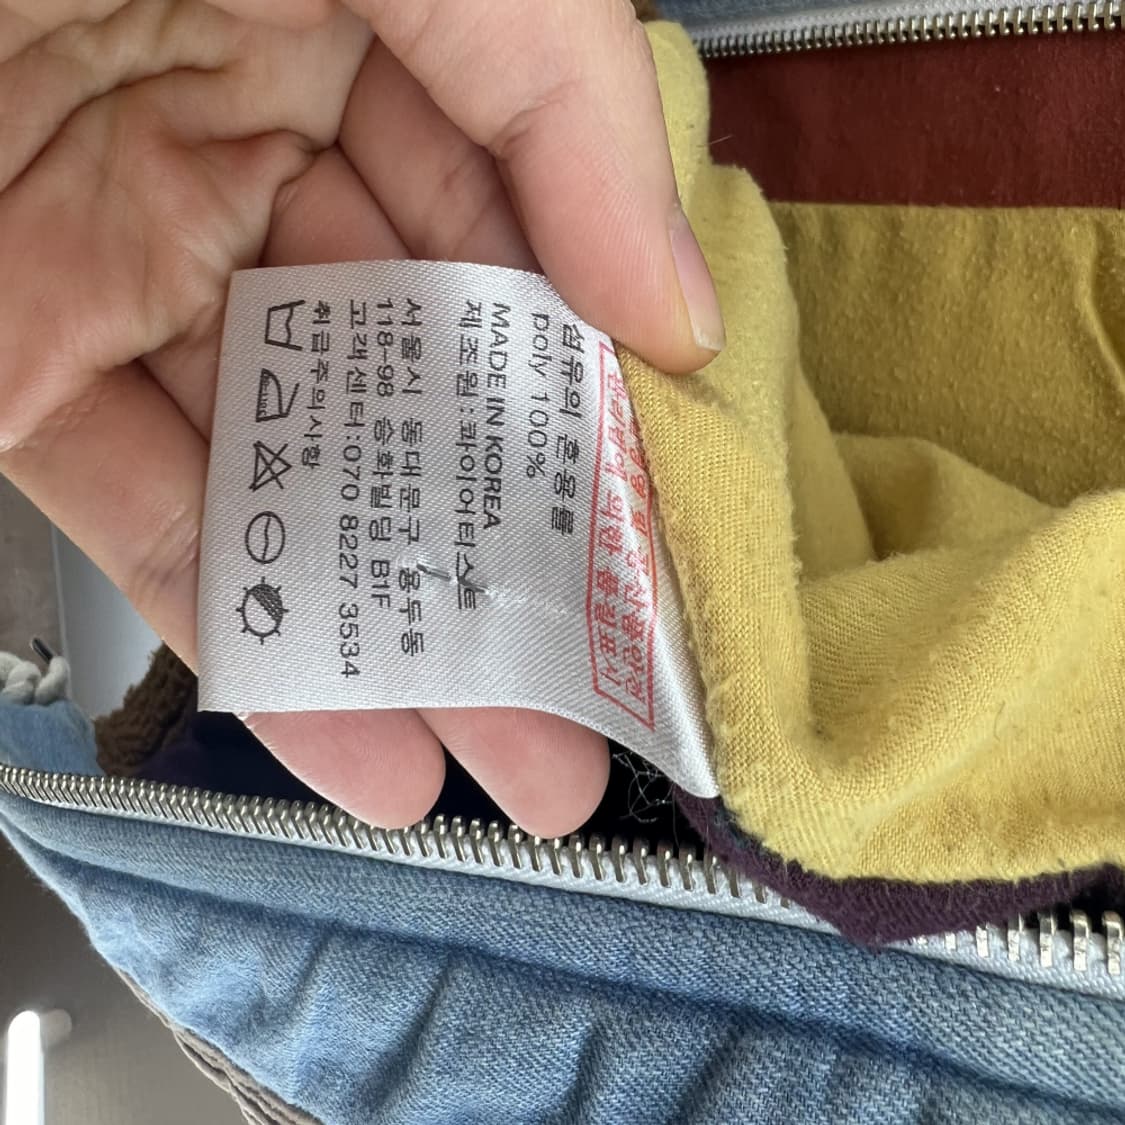 섬유의 혼용률
poly 100%
MADE IN KOREA
제조원:콰이어티스트
서울시 동대문구 용두동
118-98 송화빌딩 B1F
고객센터:070 8227 3534
취급주의사항